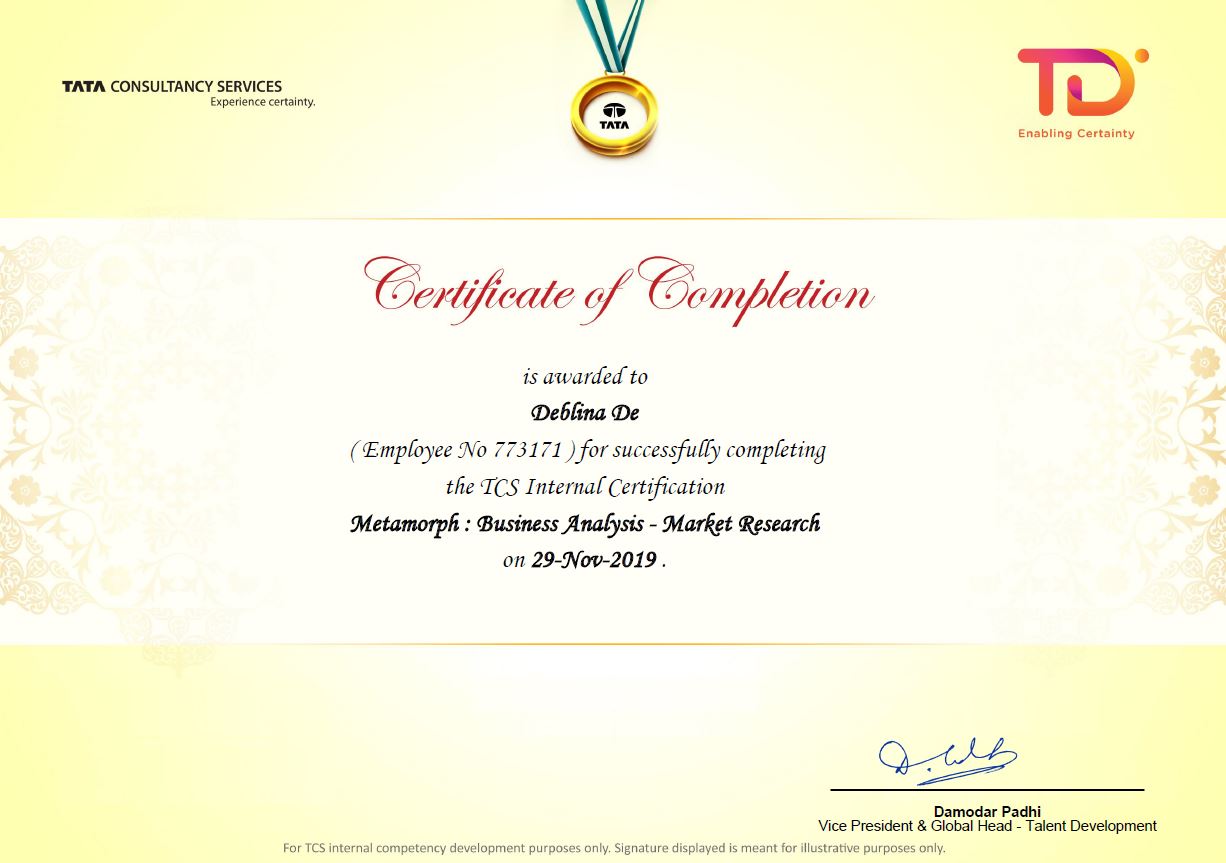 TATA CONSULTANCY SERVICES
Experience certainty.
TATA
TD
Enabling Certainty
Certificate of Completion
is awarded to
Deblina De
( Employee No 773171 ) for successfully completing
the TCS Internal Certification
Metamorph : Business Analysis - Market Research
on 29-Nov-2019 .
Damodar Padhi
Vice President & Global Head - Talent Development
For TCS internal competency development purposes only. Signature displayed is meant for illustrative purposes only.